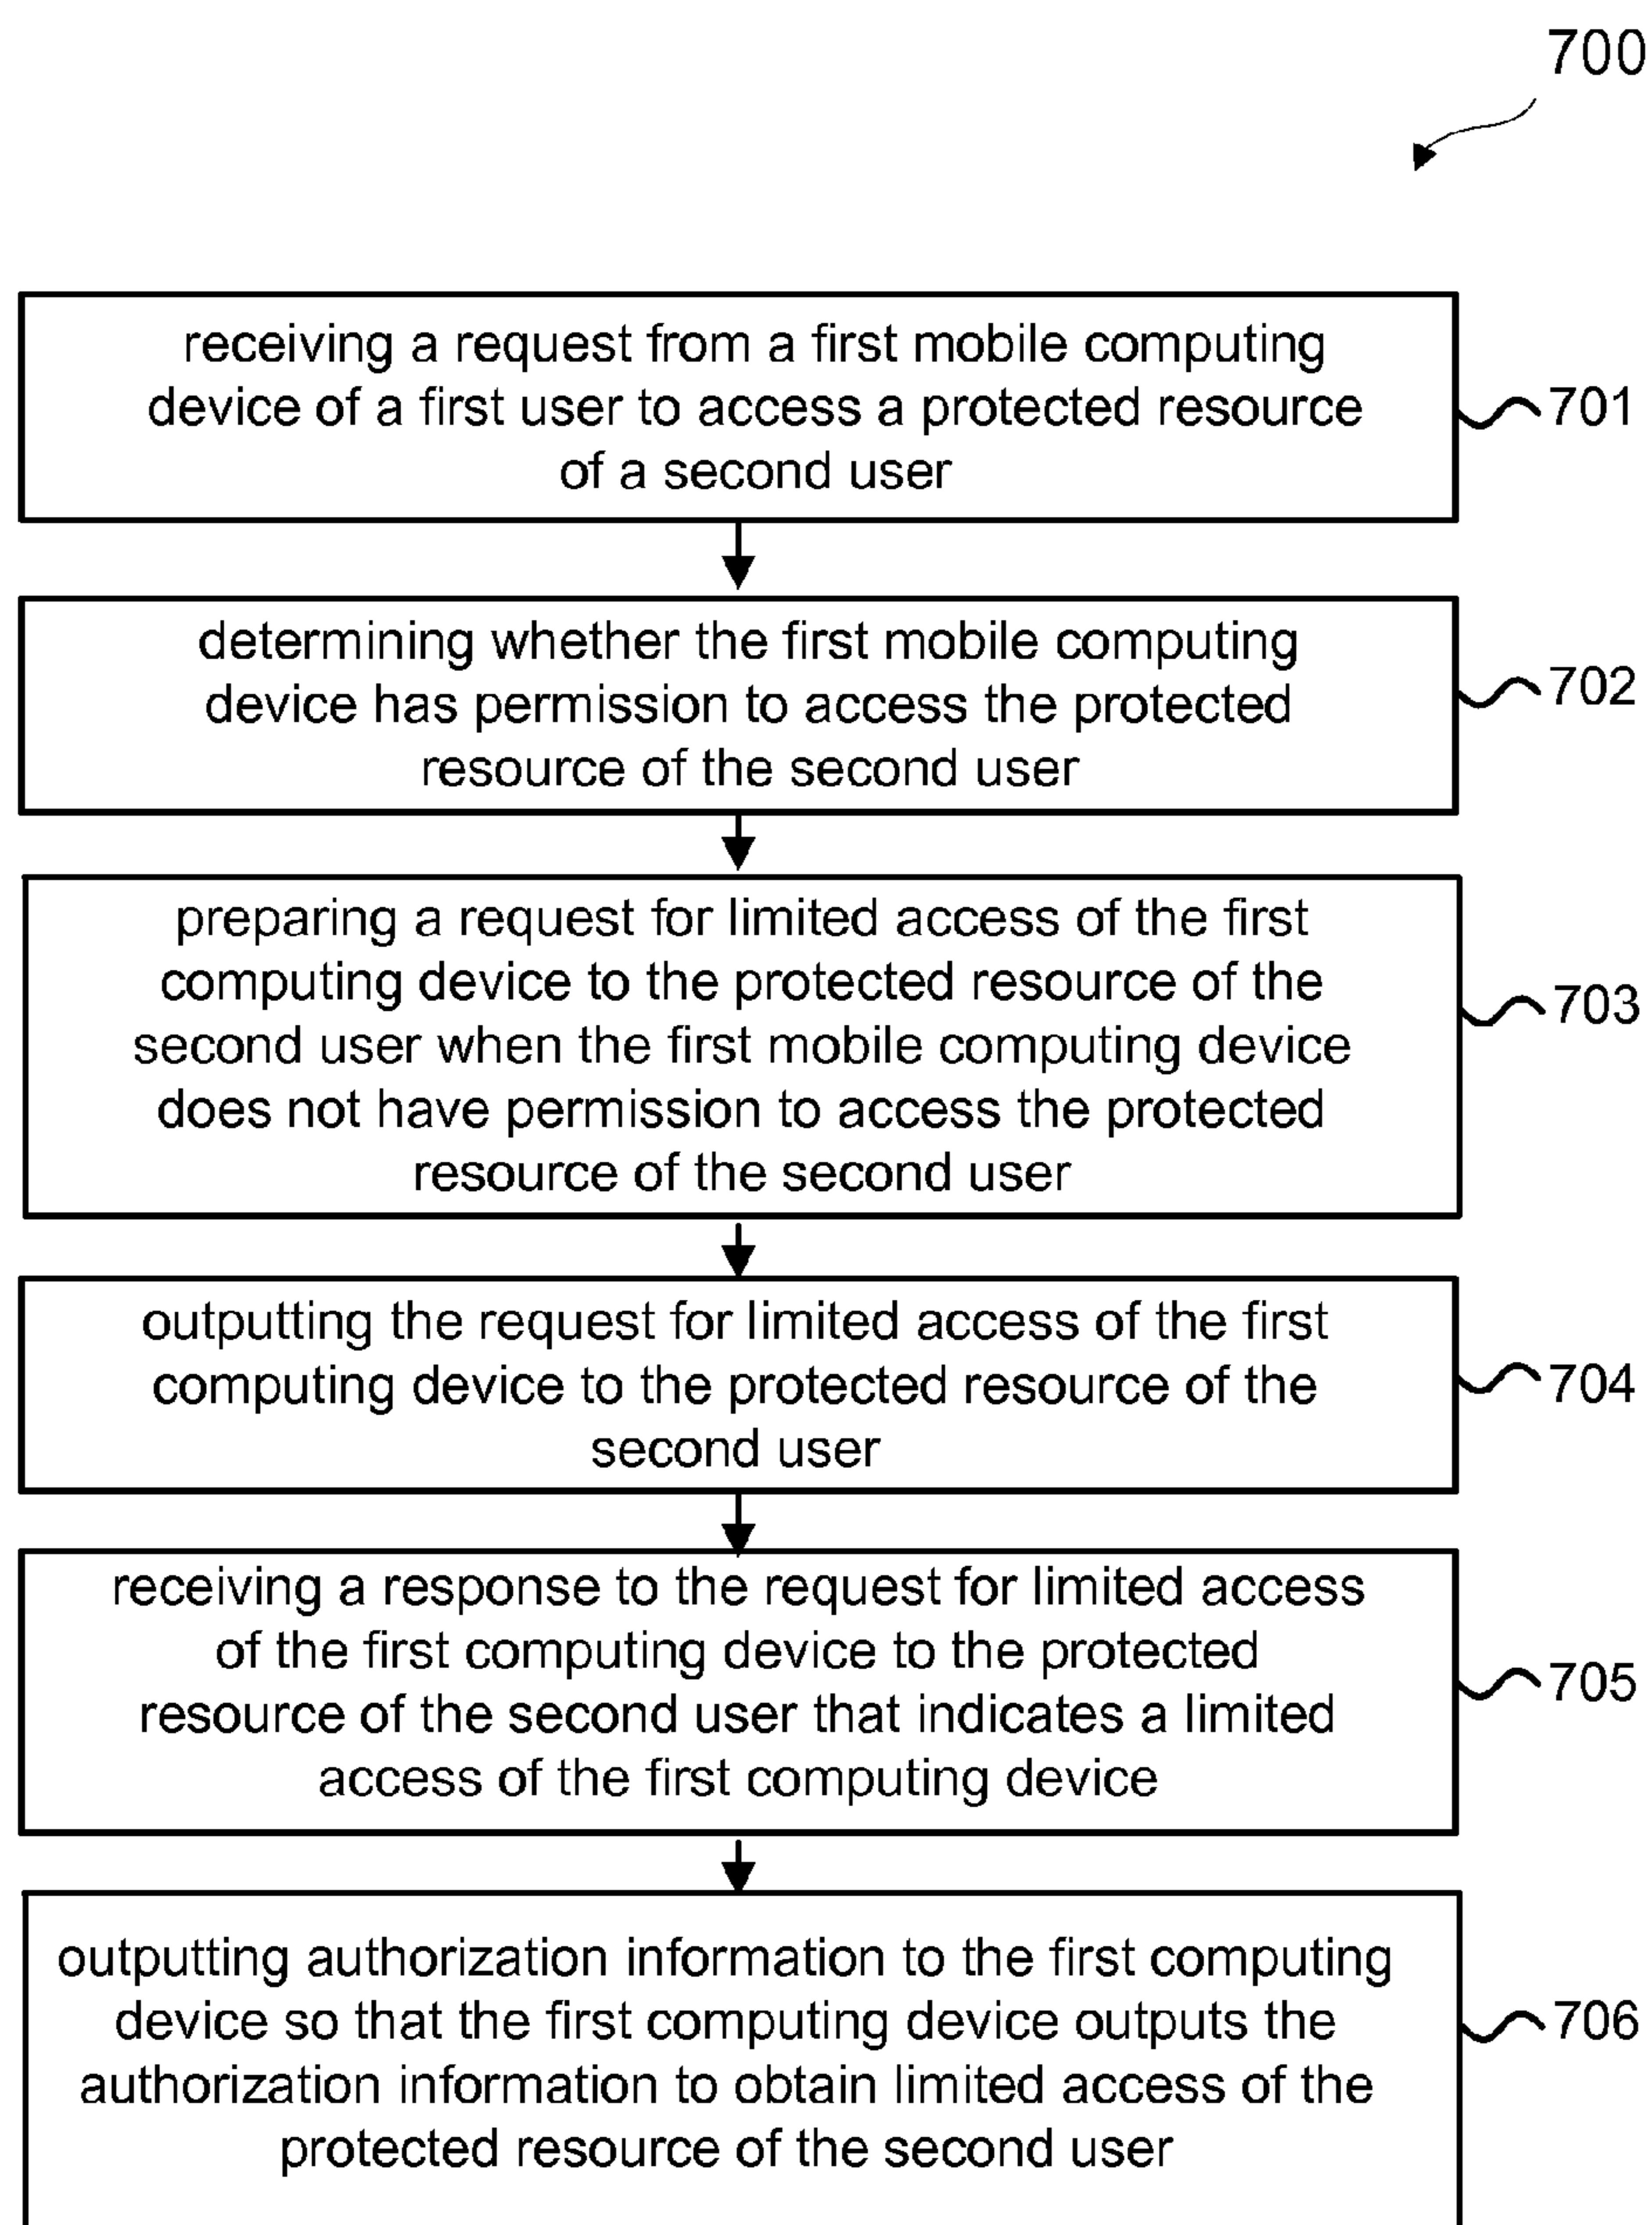 700
receiving a request from a first mobile computing
device of a first user to access a protected resource
of a second user
701
determining whether the first mobile computing
device has permission to access the protected
resource of the second user
702
preparing a request for limited access of the first
computing device to the protected resource of the
second user when the first mobile computing device
does not have permission to access the protected
resource of the second user
703
outputting the request for limited access of the first
computing device to the protected resource of the
second user
704
receiving a response to the request for limited access
of the first computing device to the protected
resource of the second user that indicates a limited
access of the first computing device
705
outputting authorization information to the first computing
device so that the first computing device outputs the
authorization information to obtain limited access of the
protected resource of the second user
706